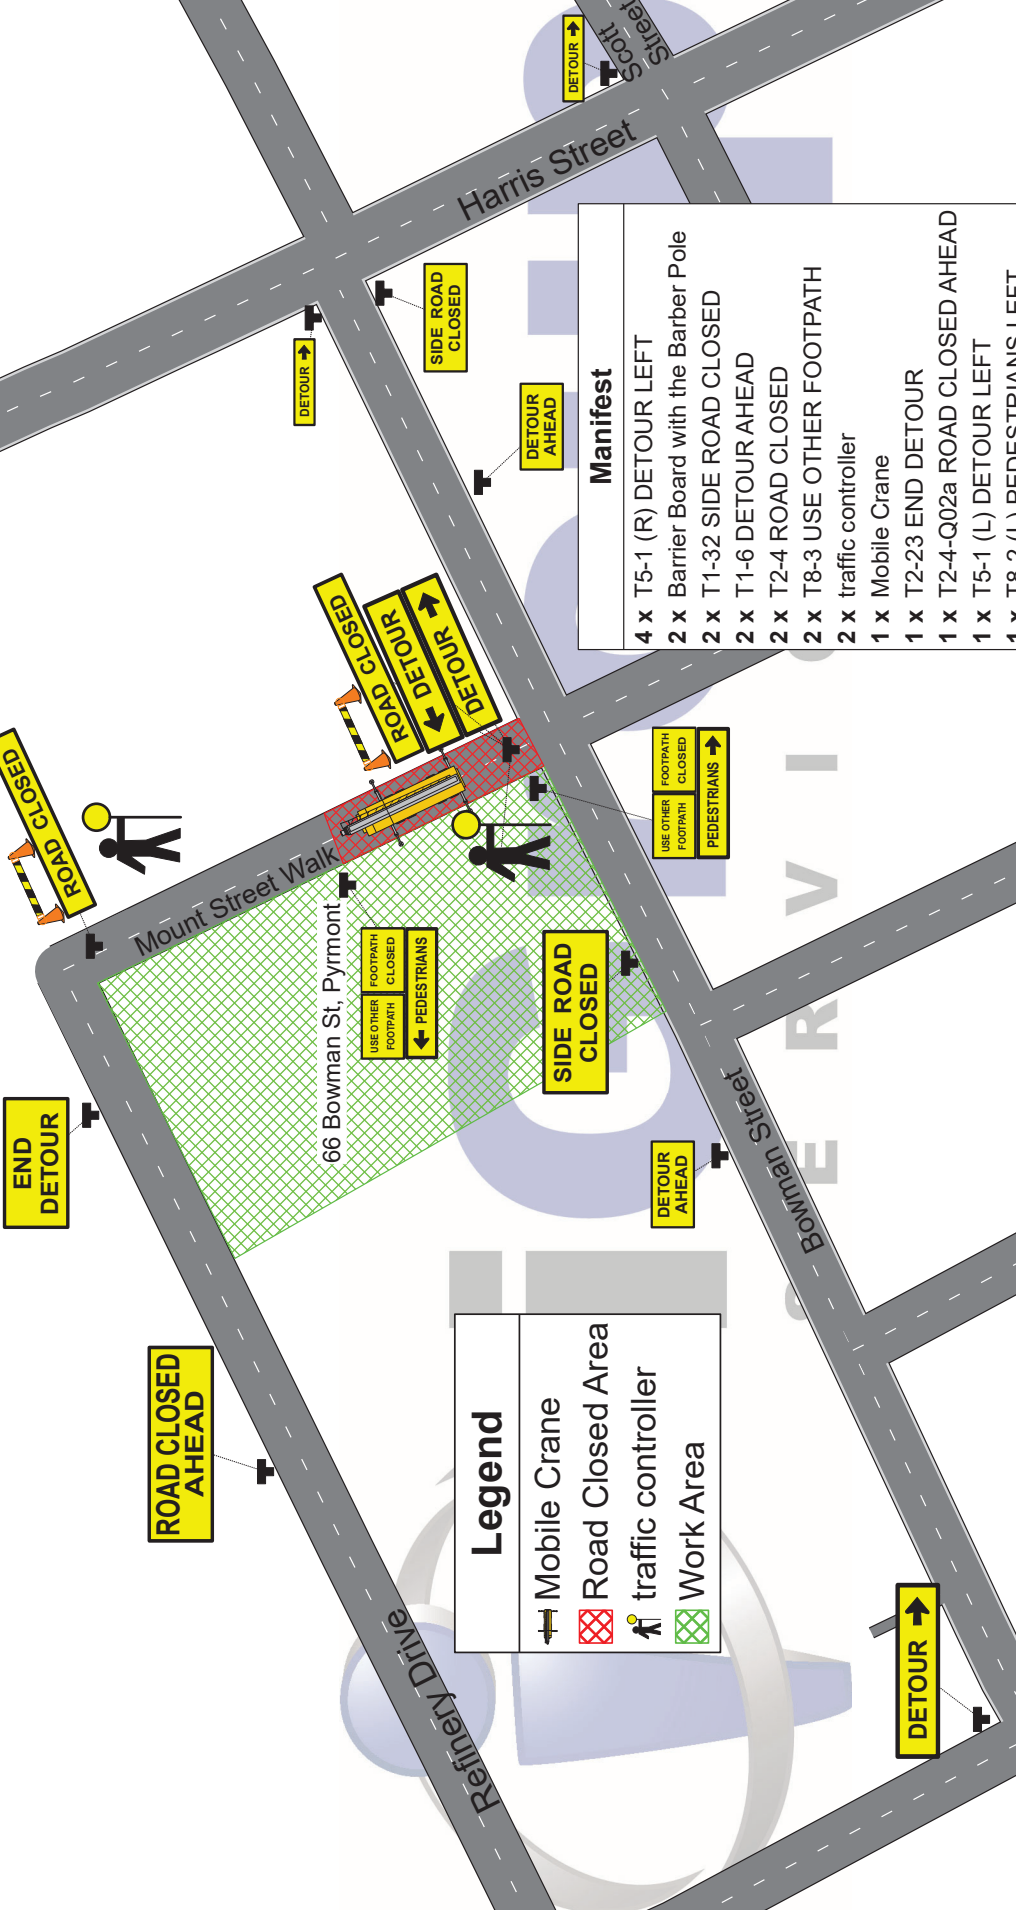 ROAD CLOSED
END
DETOUR
ROAD CLOSED
AHEAD
Mount Street Walk
66 Bowman St, Pyrmont
USE OTHER
FOOTPATH
FOOTPATH
CLOSED
← PEDESTRIANS
ROAD CLOSED
← DETOUR
DETOUR →
DETOUR →
SIDE ROAD
CLOSED
DETOUR
AHEAD
Harris Street
DETOUR →
Scott
Street
SIDE ROAD
CLOSED
USE OTHER
FOOTPATH
FOOTPATH
CLOSED
PEDESTRIANS →
DETOUR
AHEAD
Bowman Street
Refinery Drive
DETOUR →
Legend
Mobile Crane
Road Closed Area
traffic controller
Work Area
Manifest
4 x T5-1 (R) DETOUR LEFT
2 x Barrier Board with the Barber Pole
2 x T1-32 SIDE ROAD CLOSED
2 x T1-6 DETOUR AHEAD
2 x T2-4 ROAD CLOSED
2 x T8-3 USE OTHER FOOTPATH
2 x traffic controller
1 x Mobile Crane
1 x T2-23 END DETOUR
1 x T2-4-Q02a ROAD CLOSED AHEAD
1 x T5-1 (L) DETOUR LEFT
1 x T8-2 (L) PEDESTRIANS LEFT